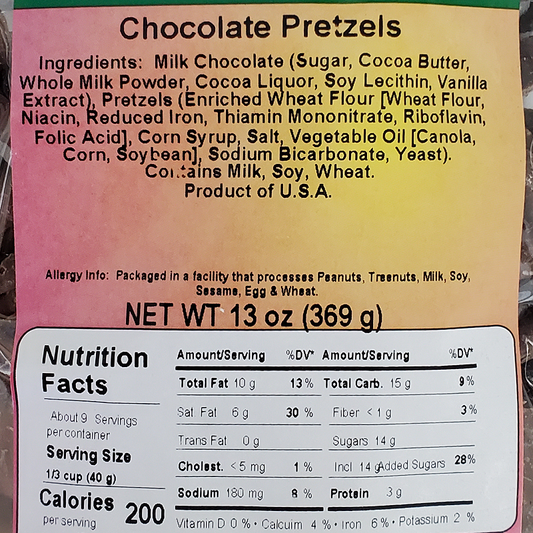 Chocolate Pretzels
Ingredients: Milk Chocolate (Sugar, Cocoa Butter,
Whole Milk Powder, Cocoa Liquor, Soy Lecithin, Vanilla
Extract), Pretzels (Enriched Wheat Flour [Wheat Flour,
Niacin, Reduced Iron, Thiamin Mononitrate, Riboflavin,
Folic Acid], Corn Syrup, Salt, Vegetable Oil [Canola,
Corn, Soybean], Sodium Bicarbonate, Yeast).
Contains Milk, Soy, Wheat.
Product of U.S.A.
Allergy Info: Packaged in a facility that processes Peanuts, Treenuts, Milk, Soy,
Sesame, Egg & Wheat.
NET WT 13 oz (369 g)
Nutrition
Facts
About 9 Servings
per container
Serving Size
1/3 cup (40 g)
Calories 200
per serving
Amount/Serving %DV* Amount/Serving %DV*
Total Fat 10 g 13% Total Carb. 15 g 9%
Sat. Fat 6 g 30 % Fiber < 1 g 3%
Trans Fat 0 g Sugars 14 g
Cholest. < 5 mg 1 % Incl 14 g Added Sugars 28%
Sodium 180 mg 8 % Protein 3 g
Vitamin D 0 % • Calcuim 4 % • Iron 6% • Potassium 2 %